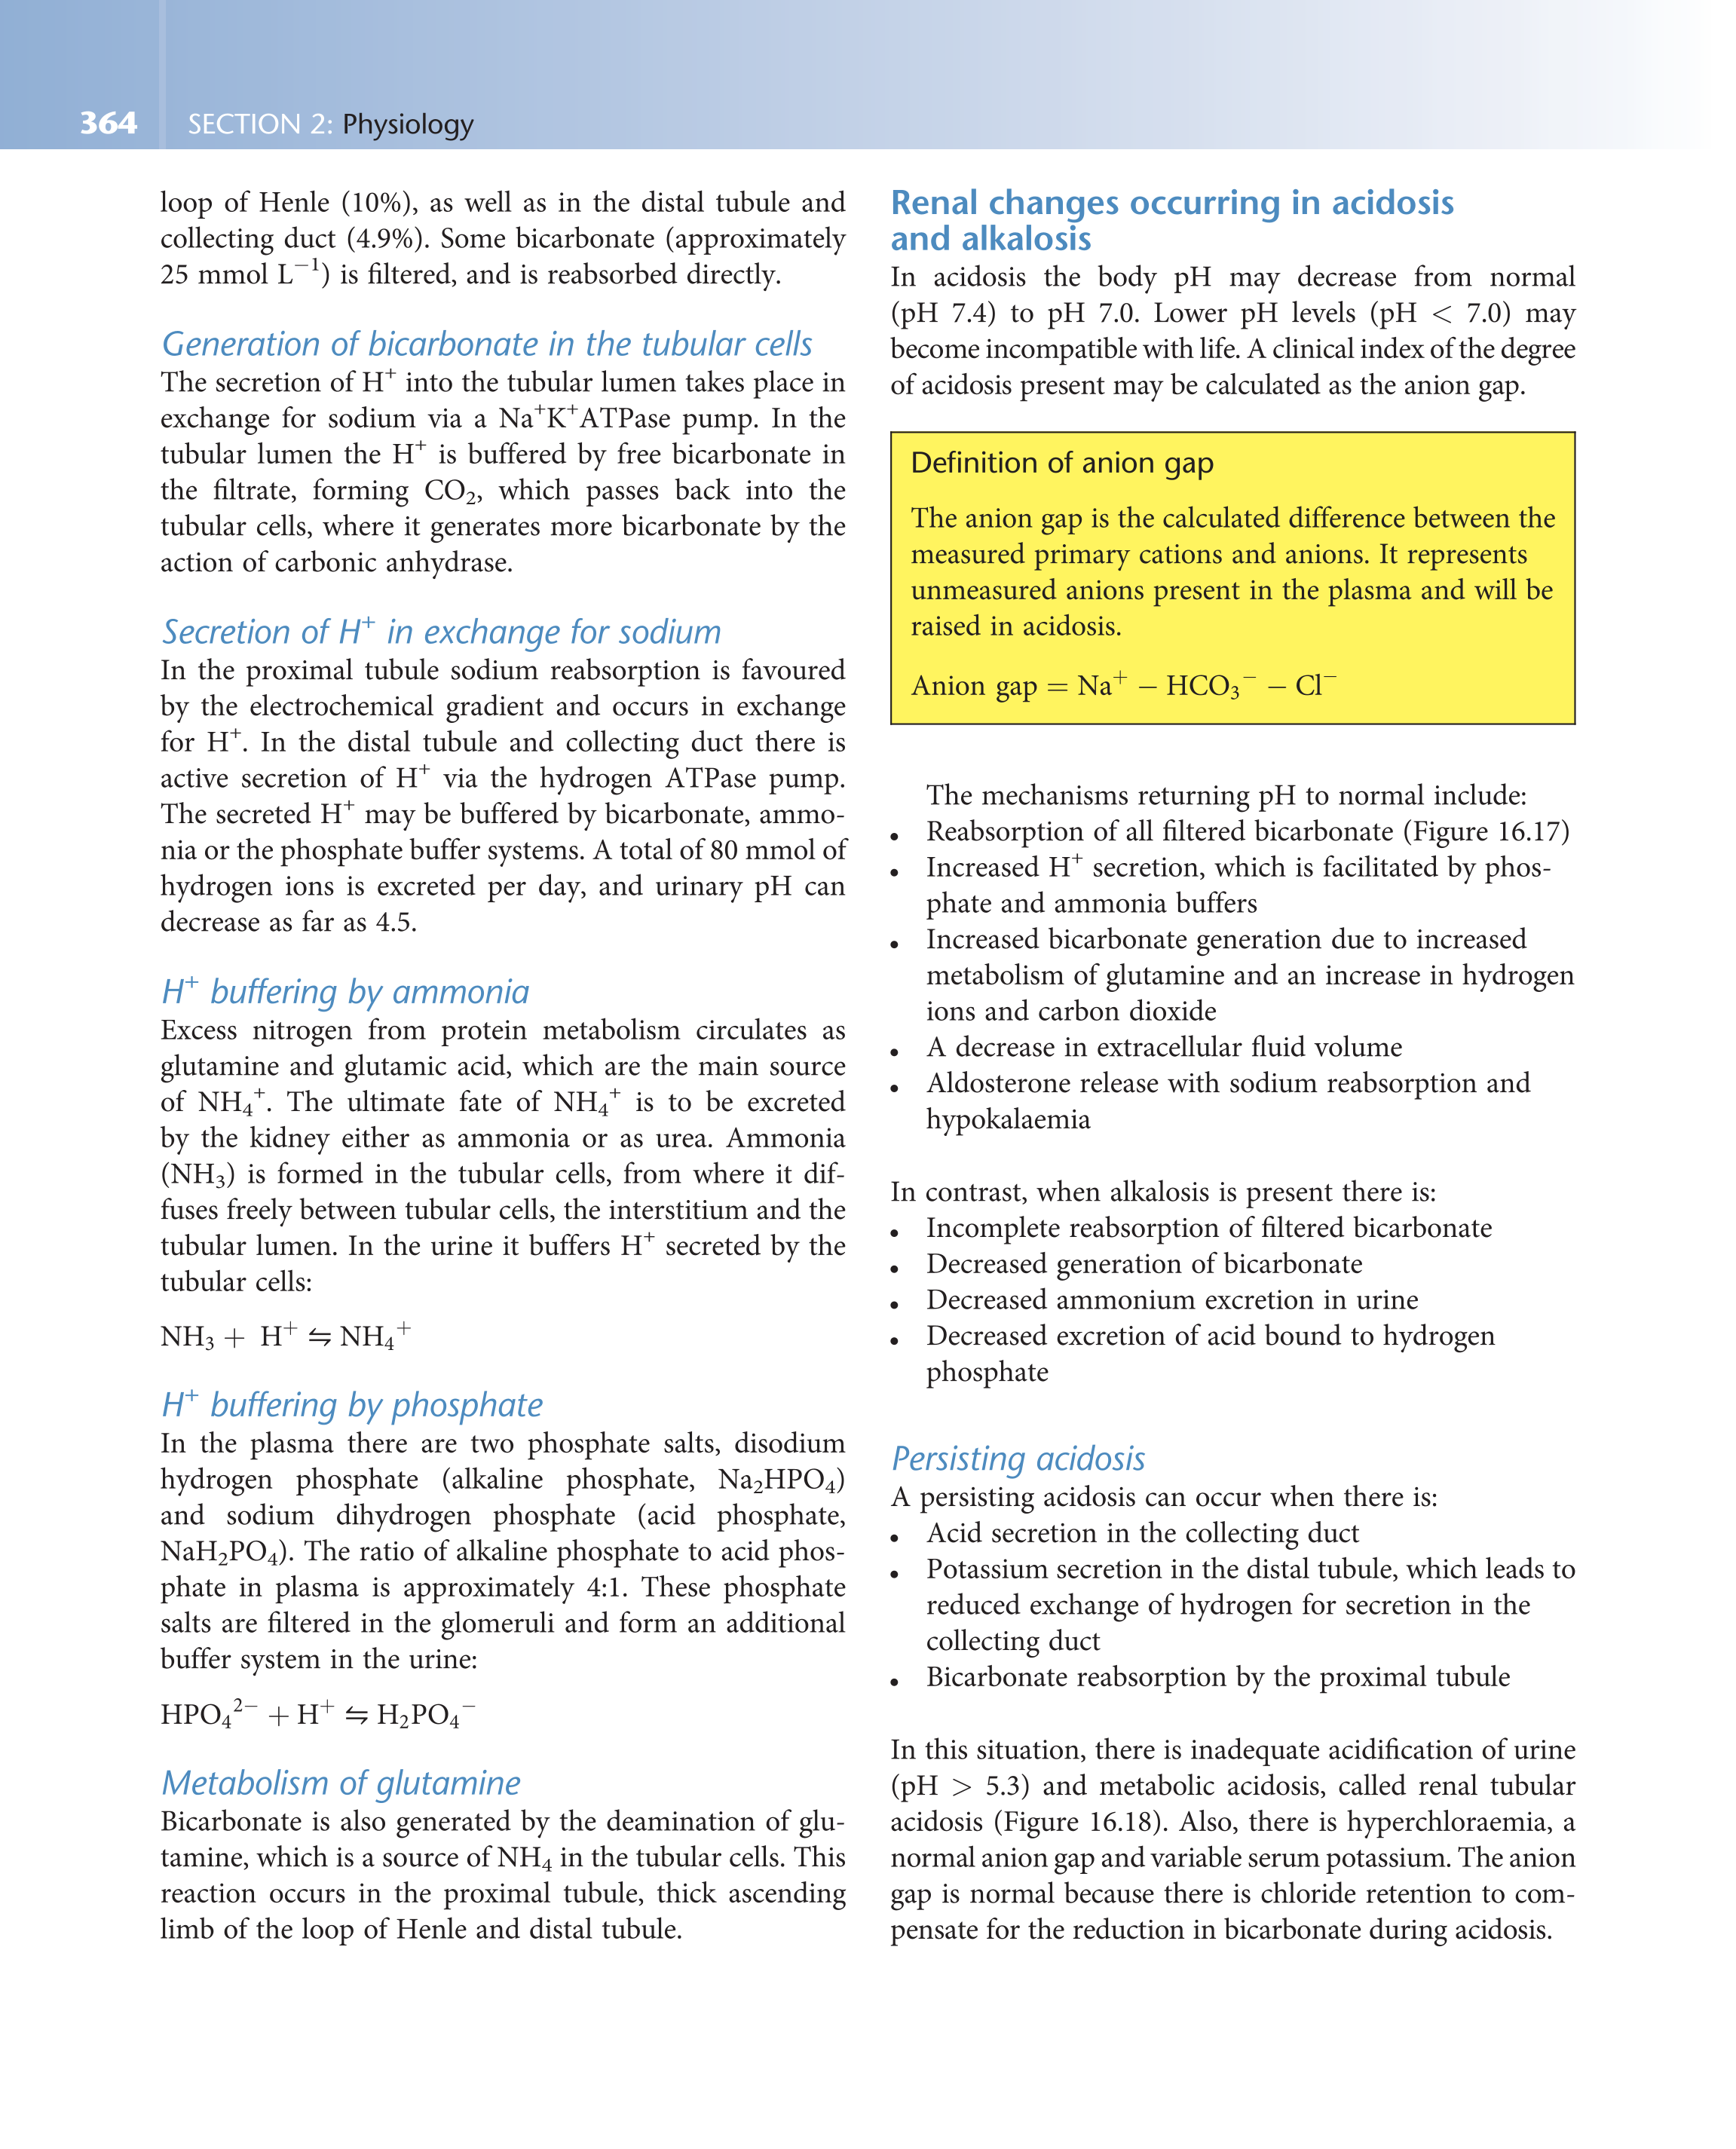 364 SECTION 2: Physiology
loop of Henle (10%), as well as in the distal tubule and
collecting duct (4.9%). Some bicarbonate (approximately
25 mmol L⁻¹) is filtered, and is reabsorbed directly.
Generation of bicarbonate in the tubular cells
The secretion of H⁺ into the tubular lumen takes place in
exchange for sodium via a Na⁺K⁺ATPase pump. In the
tubular lumen the H⁺ is buffered by free bicarbonate in
the filtrate, forming CO₂, which passes back into the
tubular cells, where it generates more bicarbonate by the
action of carbonic anhydrase.
Secretion of H⁺ in exchange for sodium
In the proximal tubule sodium reabsorption is favoured
by the electrochemical gradient and occurs in exchange
for H⁺. In the distal tubule and collecting duct there is
active secretion of H⁺ via the hydrogen ATPase pump.
The secreted H⁺ may be buffered by bicarbonate, ammo-
nia or the phosphate buffer systems. A total of 80 mmol of
hydrogen ions is excreted per day, and urinary pH can
decrease as far as 4.5.
H⁺ buffering by ammonia
Excess nitrogen from protein metabolism circulates as
glutamine and glutamic acid, which are the main source
of NH₄⁺. The ultimate fate of NH₄⁺ is to be excreted
by the kidney either as ammonia or as urea. Ammonia
(NH₃) is formed in the tubular cells, from where it dif-
fuses freely between tubular cells, the interstitium and the
tubular lumen. In the urine it buffers H⁺ secreted by the
tubular cells:
NH₃ + H⁺ ⇋ NH₄⁺
H⁺ buffering by phosphate
In the plasma there are two phosphate salts, disodium
hydrogen phosphate (alkaline phosphate, Na₂HPO₄)
and sodium dihydrogen phosphate (acid phosphate,
NaH₂PO₄). The ratio of alkaline phosphate to acid phos-
phate in plasma is approximately 4:1. These phosphate
salts are filtered in the glomeruli and form an additional
buffer system in the urine:
HPO₄²⁻ + H⁺ ⇋ H₂PO₄⁻
Metabolism of glutamine
Bicarbonate is also generated by the deamination of glu-
tamine, which is a source of NH₄ in the tubular cells. This
reaction occurs in the proximal tubule, thick ascending
limb of the loop of Henle and distal tubule.
Renal changes occurring in acidosis
and alkalosis
In acidosis the body pH may decrease from normal
(pH 7.4) to pH 7.0. Lower pH levels (pH < 7.0) may
become incompatible with life. A clinical index of the degree
of acidosis present may be calculated as the anion gap.
Definition of anion gap
The anion gap is the calculated difference between the
measured primary cations and anions. It represents
unmeasured anions present in the plasma and will be
raised in acidosis.
Anion gap = Na⁺ − HCO₃⁻ − Cl⁻
The mechanisms returning pH to normal include:
• Reabsorption of all filtered bicarbonate (Figure 16.17)
• Increased H⁺ secretion, which is facilitated by phos-
phate and ammonia buffers
• Increased bicarbonate generation due to increased
metabolism of glutamine and an increase in hydrogen
ions and carbon dioxide
• A decrease in extracellular fluid volume
• Aldosterone release with sodium reabsorption and
hypokalaemia
In contrast, when alkalosis is present there is:
• Incomplete reabsorption of filtered bicarbonate
• Decreased generation of bicarbonate
• Decreased ammonium excretion in urine
• Decreased excretion of acid bound to hydrogen
phosphate
Persisting acidosis
A persisting acidosis can occur when there is:
• Acid secretion in the collecting duct
• Potassium secretion in the distal tubule, which leads to
reduced exchange of hydrogen for secretion in the
collecting duct
• Bicarbonate reabsorption by the proximal tubule
In this situation, there is inadequate acidification of urine
(pH > 5.3) and metabolic acidosis, called renal tubular
acidosis (Figure 16.18). Also, there is hyperchloraemia, a
normal anion gap and variable serum potassium. The anion
gap is normal because there is chloride retention to com-
pensate for the reduction in bicarbonate during acidosis.